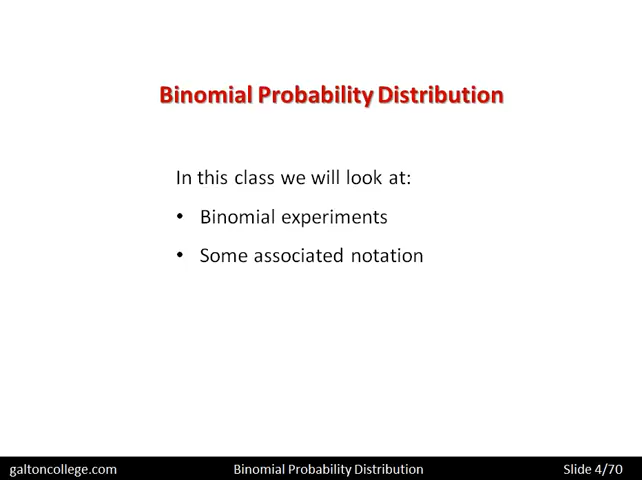 Binomial Probability Distribution
In this class we will look at:
• Binomial experiments
• Some associated notation
galtoncollege.com Binomial Probability Distribution Slide 4/70